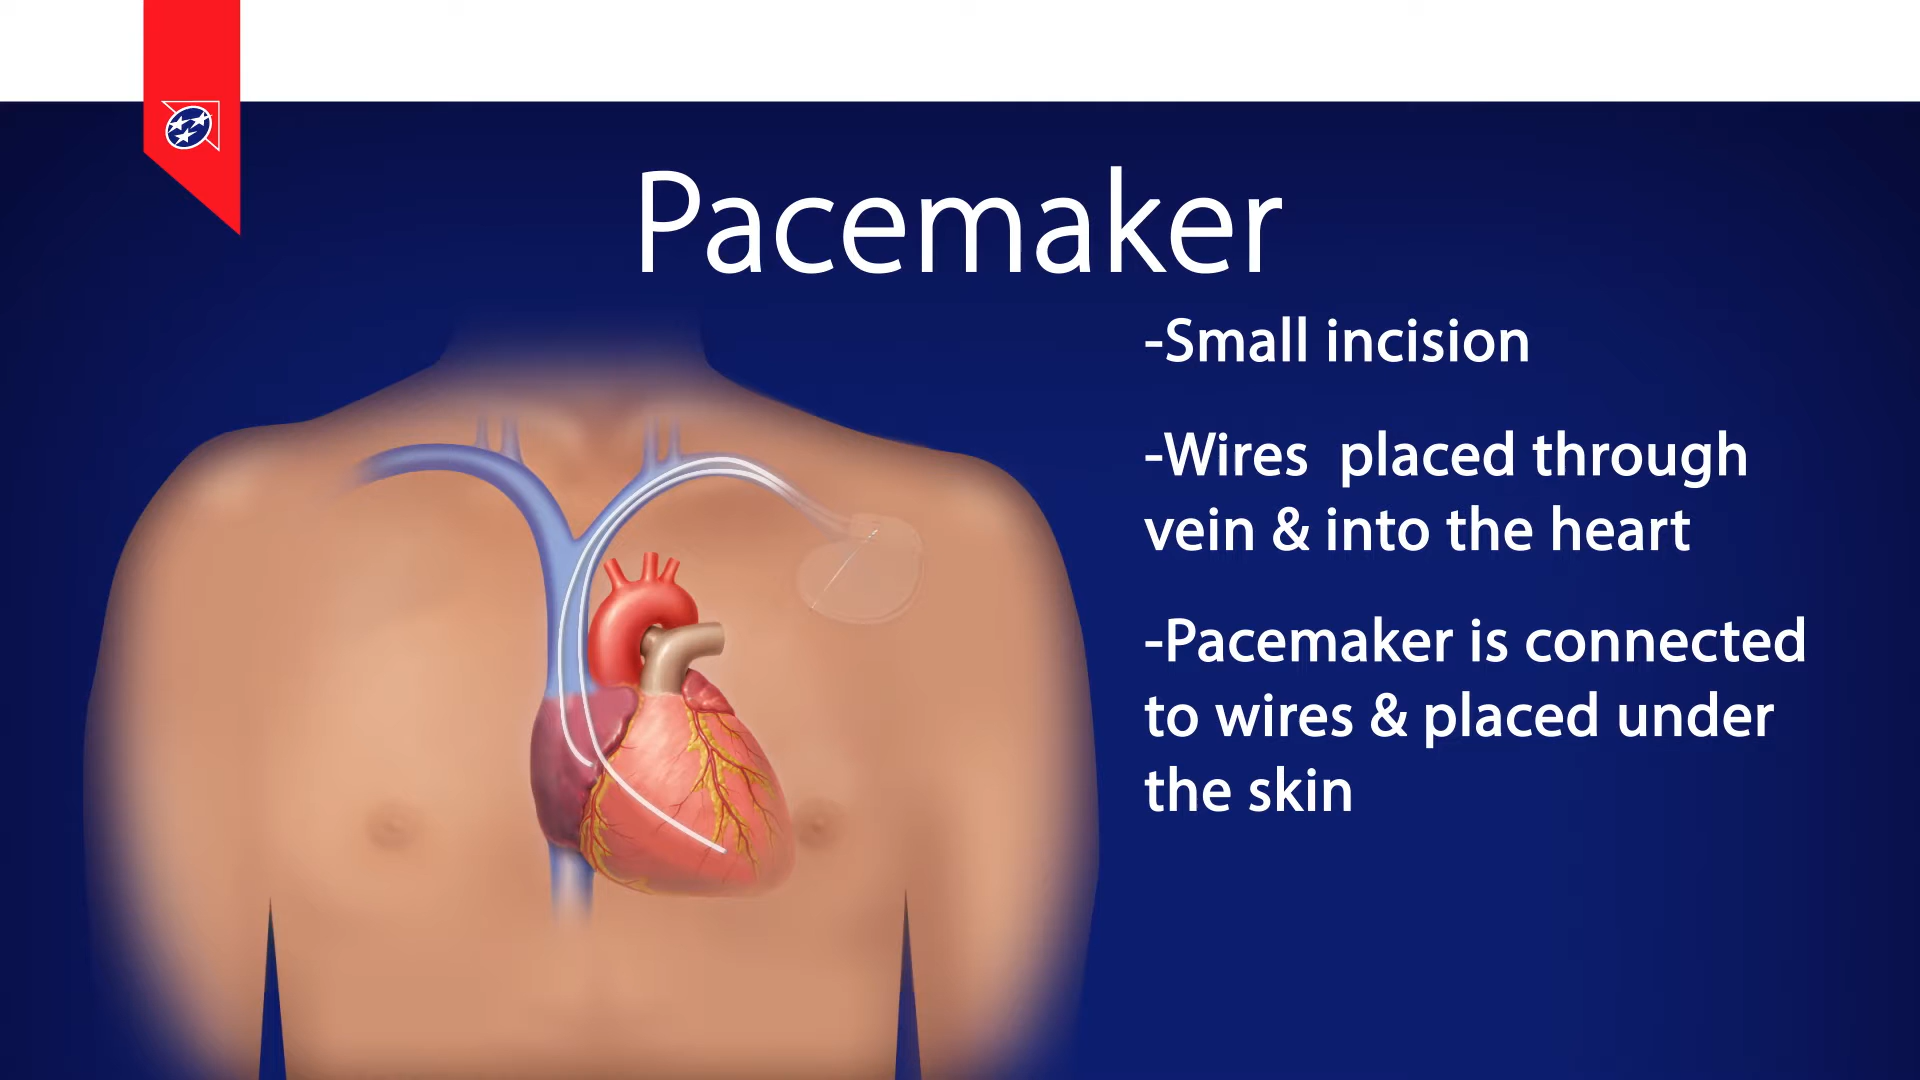 Pacemaker
-Small incision
-Wires  placed through
vein & into the heart
-Pacemaker is connected
to wires & placed under
the skin